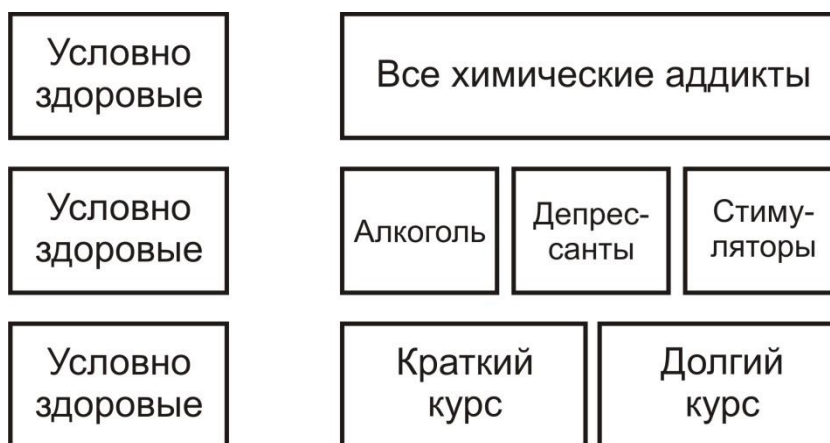 Условно
здоровые
Все химические аддикты
Условно
здоровые
Алкоголь
Депрес-
санты
Стиму-
ляторы
Условно
здоровые
Краткий
курс
Долгий
курс